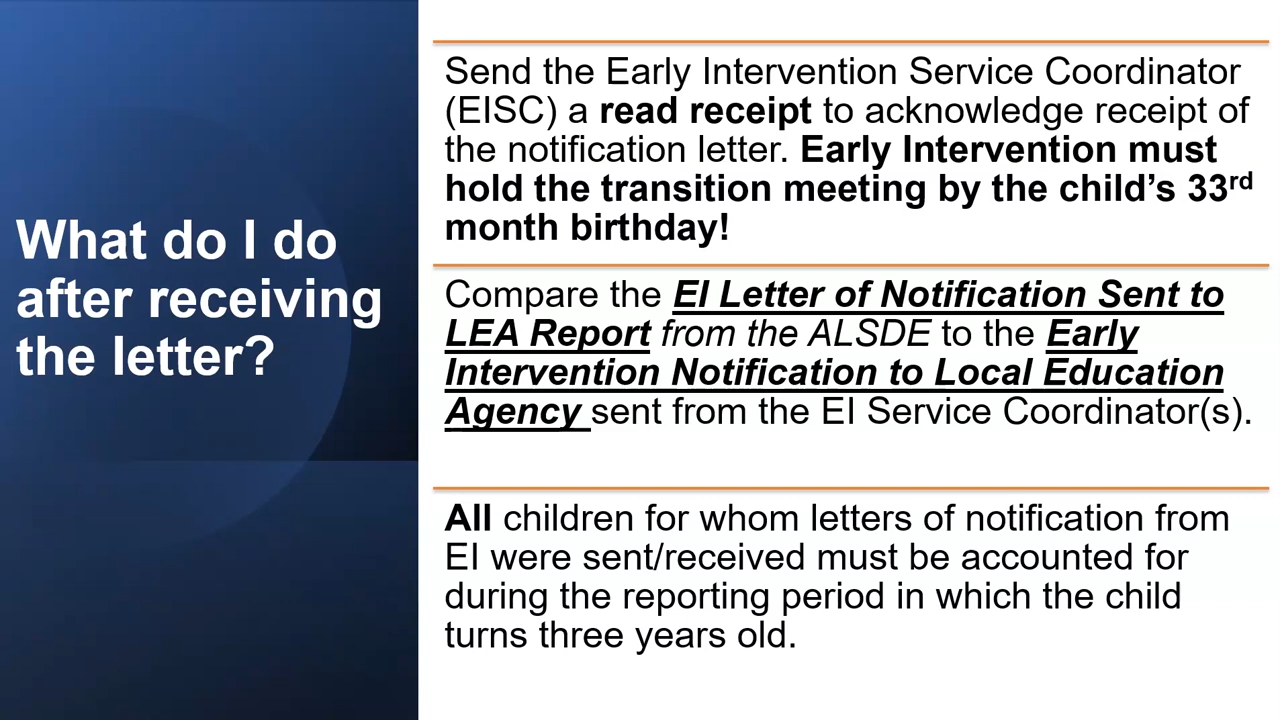 What do I do
after receiving
the letter?
Send the Early Intervention Service Coordinator
(EISC) a read receipt to acknowledge receipt of
the notification letter. Early Intervention must
hold the transition meeting by the child’s 33rd
month birthday!
Compare the EI Letter of Notification Sent to
LEA Report from the ALSDE to the Early
Intervention Notification to Local Education
Agency sent from the EI Service Coordinator(s).
All children for whom letters of notification from
EI were sent/received must be accounted for
during the reporting period in which the child
turns three years old.